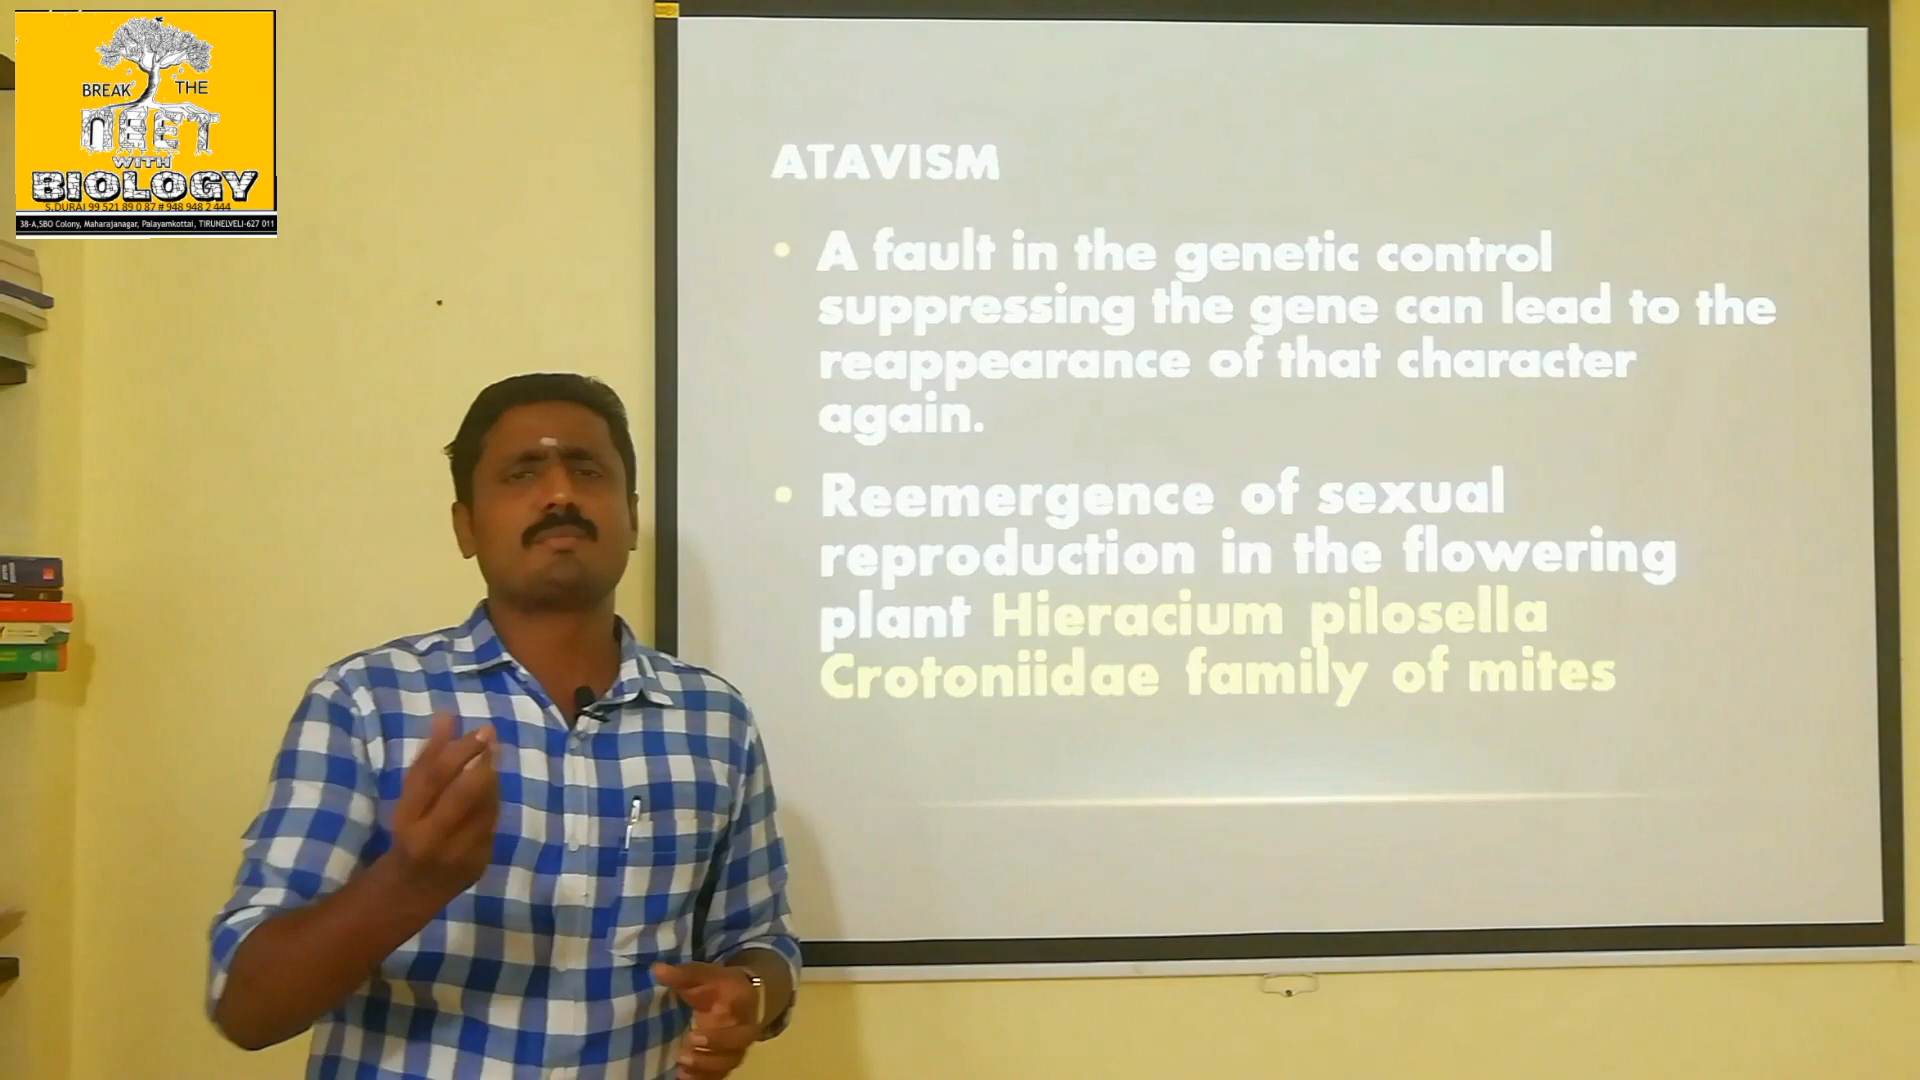 BREAK THE
NEET
WITH
BIOLOGY
S.DURAI 99 521 89 0 87 # 948 948 2 444
38-A,SBO Colony, Maharajanagar, Palayamkottai, TIRUNELVELI-627 011
ATAVISM
• A fault in the genetic control
suppressing the gene can lead to the
reappearance of that character
again.
• Reemergence of sexual
reproduction in the flowering
plant Hieracium pilosella
Crotoniidae family of mites